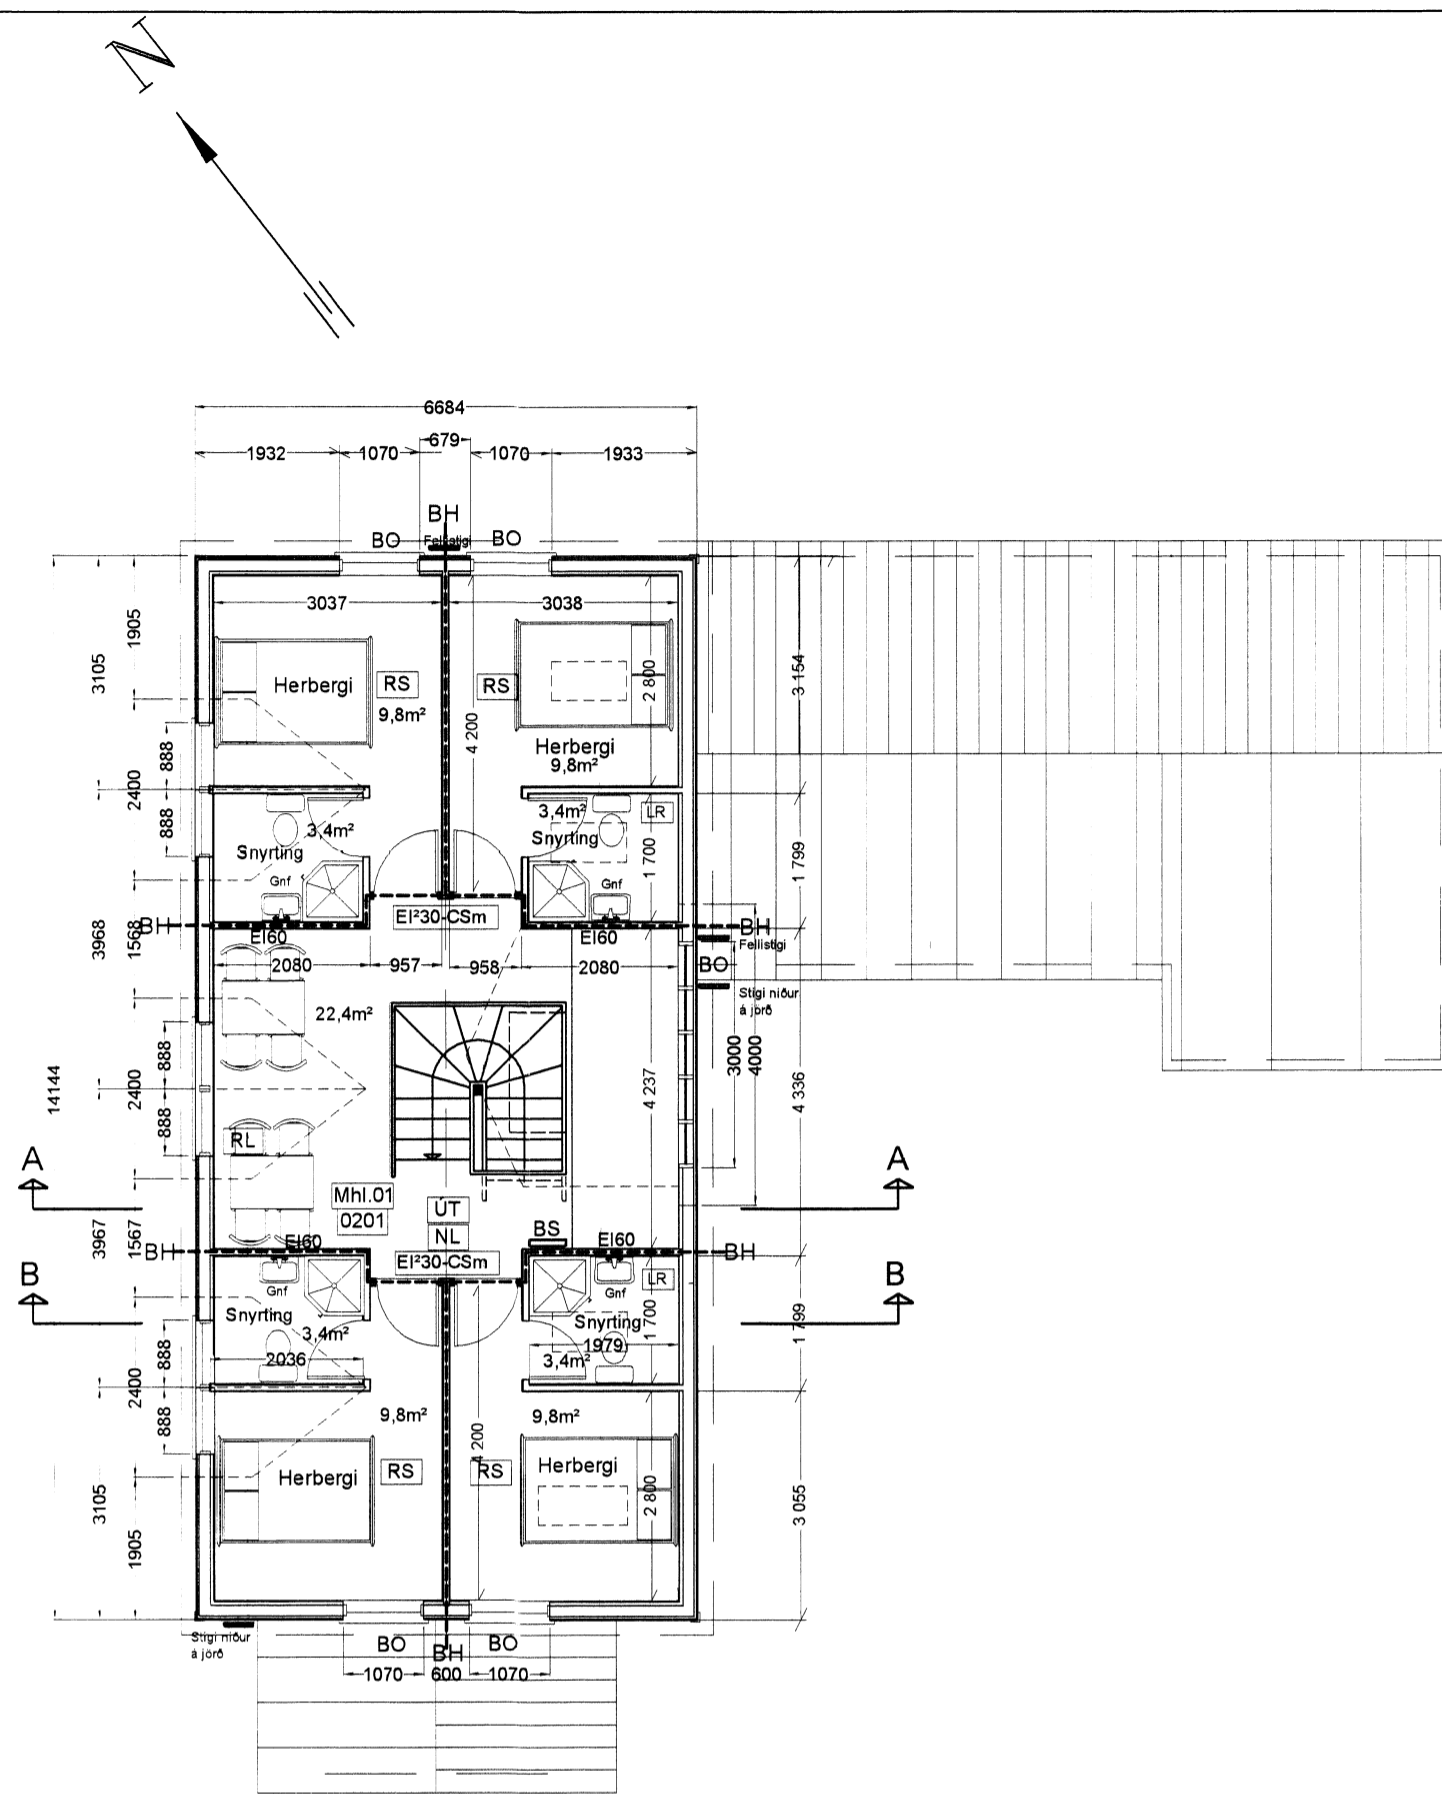 N
6684
679
1932
1070
1070
1933
BH
BO
Fellistigi
BO
3037
3038
1905
3105
2 800
3 154
Herbergi
RS
RS
9,8m²
4 200
Herbergi
9,8m²
888
2400
888
3,4m²
Snyrting
Gnf
3,4m²
LR
Snyrting
Gnf
1 700
1 799
EI²30-CSm
BH
BH
EI60
EI60
Fellistigi
3968
1568
2080
957
958
2080
BO
Stigi niður
á jörð
22,4m²
3000
4000
888
2400
888
14144
4 237
4 336
RL
A
A
Mhl.01
0201
ÚT
NL
BS
3967
1567
EI60
EI60
BH
BH
EI²30-CSm
B
B
Gnf
Gnf
LR
Snyrting
3,4m²
Snyrting
1 700
1 799
1979
3,4m²
2036
888
2400
888
9,8m²
9,8m²
4 200
Herbergi
RS
RS
Herbergi
2 800
3 055
3105
1905
Stigi niður
á jörð
BO
BH
BO
1070
600
1070